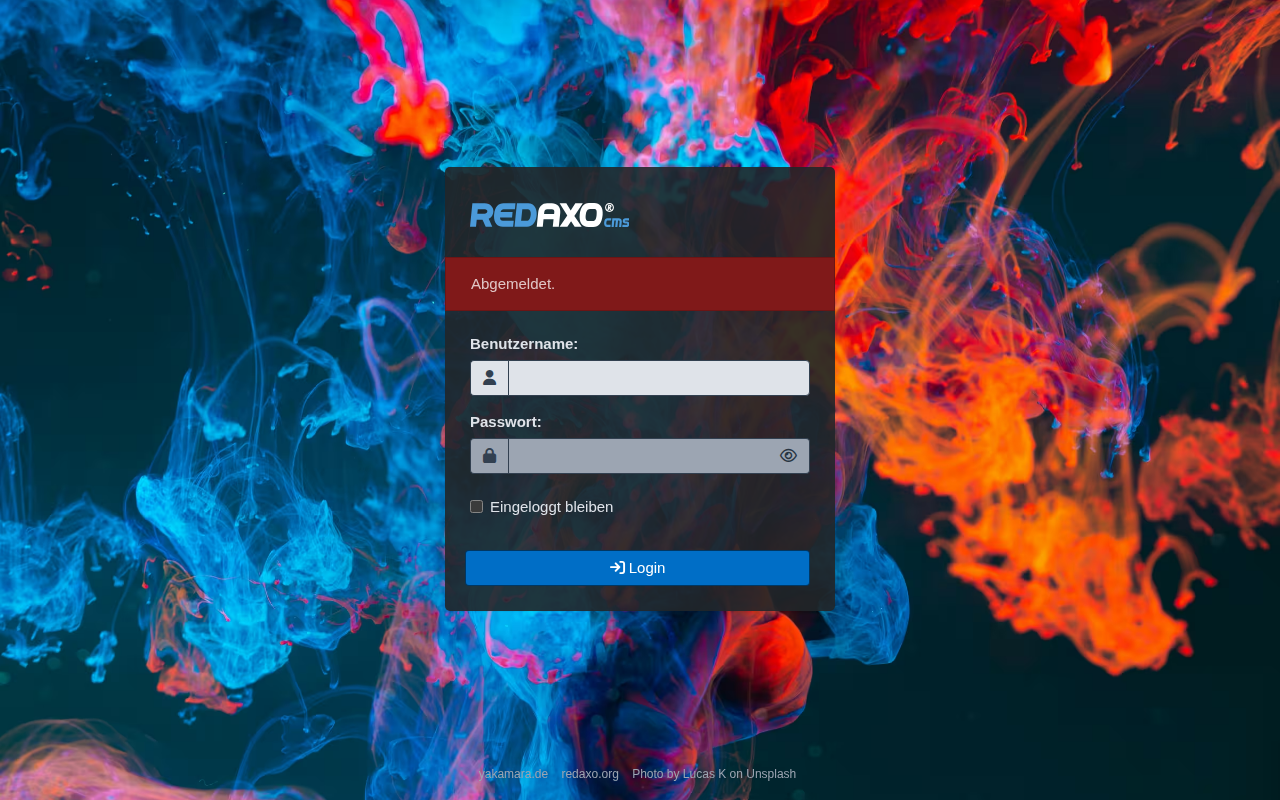 REDAXO® cms
Abgemeldet.
Benutzername:
Passwort:
Eingeloggt bleiben
Login
yakamara.de redaxo.org Photo by Lucas K on Unsplash